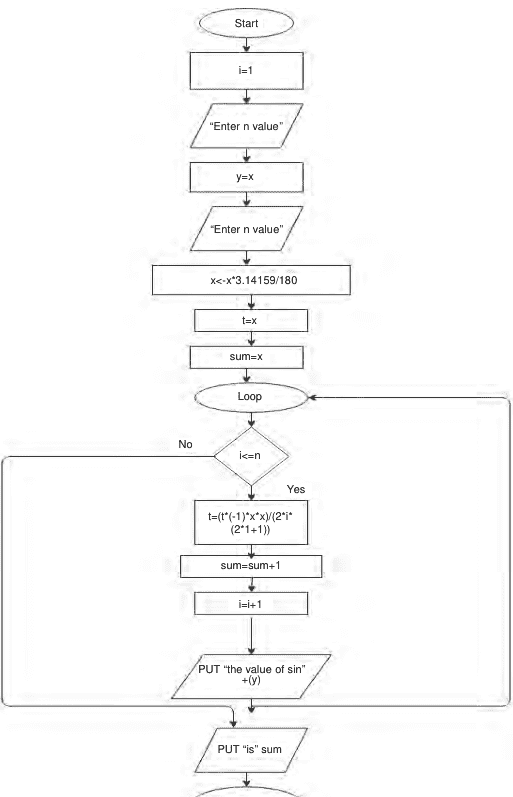 Start
i=1
“Enter n value”
y=x
“Enter n value”
x<-x*3.14159/180
t=x
sum=x
Loop
No
i<=n
Yes
t=(t*(-1)*x*x)/(2*i*
(2*1+1))
sum=sum+1
i=i+1
PUT “the value of sin”
+(y)
PUT “is” sum